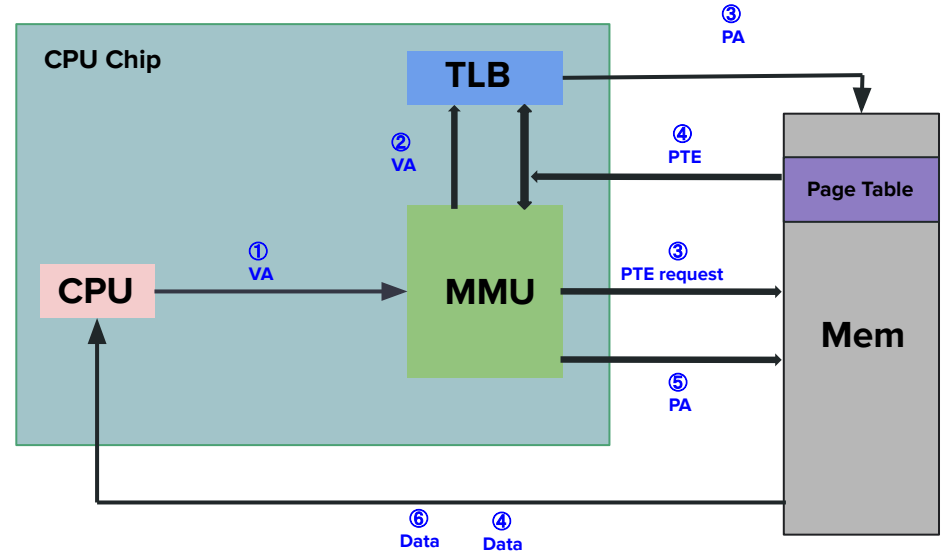 ③
PA
CPU Chip
TLB
④
PTE
②
VA
Page Table
①
VA
③
PTE request
CPU
MMU
Mem
⑤
PA
⑥
Data
④
Data